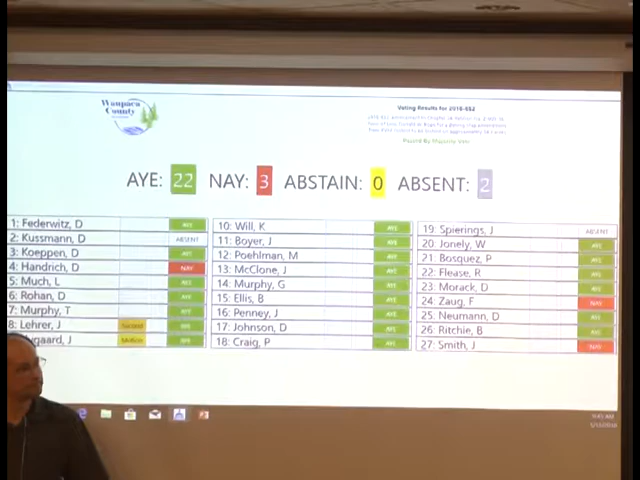 Waupaca
County
Voting Results for 2018-652
Passed By Majority Vote
AYE: 22 NAY: 3 ABSTAIN: 0 ABSENT: 2
1: Federwitz, D AYE
2: Kussmann, D ABSENT
3: Koeppen, D AYE
4: Handrich, D NAY
5: Much, L AYE
6: Rohan, D AYE
7: Murphy, T AYE
8: Lehrer, J Second AYE
ugaard, J Motion AYE
10: Will, K AYE
11: Boyer, J AYE
12: Poehlman, M AYE
13: McClone, J AYE
14: Murphy, G AYE
15: Ellis, B AYE
16: Penney, J AYE
17: Johnson, D AYE
18: Craig, P AYE
19: Spierings, J ABSENT
20: Jonely, W AYE
21: Bosquez, P AYE
22: Flease, R AYE
23: Morack, D AYE
24: Zaug, F NAY
25: Neumann, D AYE
26: Ritchie, B AYE
27: Smith, J NAY